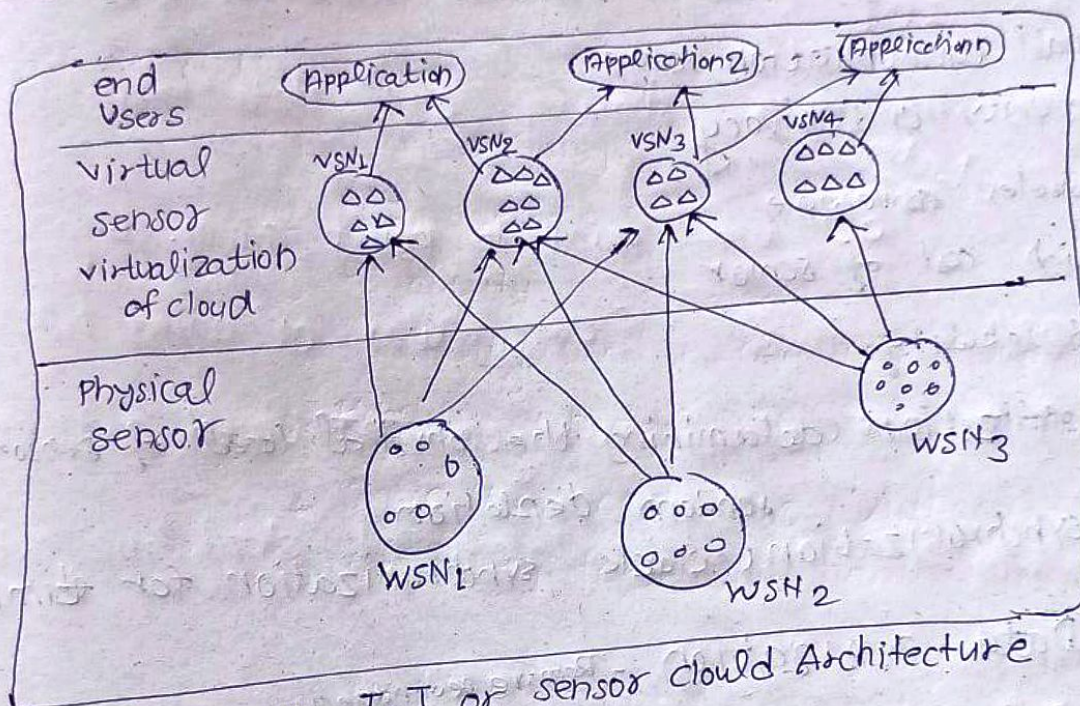 end
Users
Application
Application2
Application n
virtual
sensor
virtualization
of cloud
VSN1
VSN2
VSN3
VSN4
Physical
sensor
WSN1
WSN2
WSN3
or sensor clould Architecture